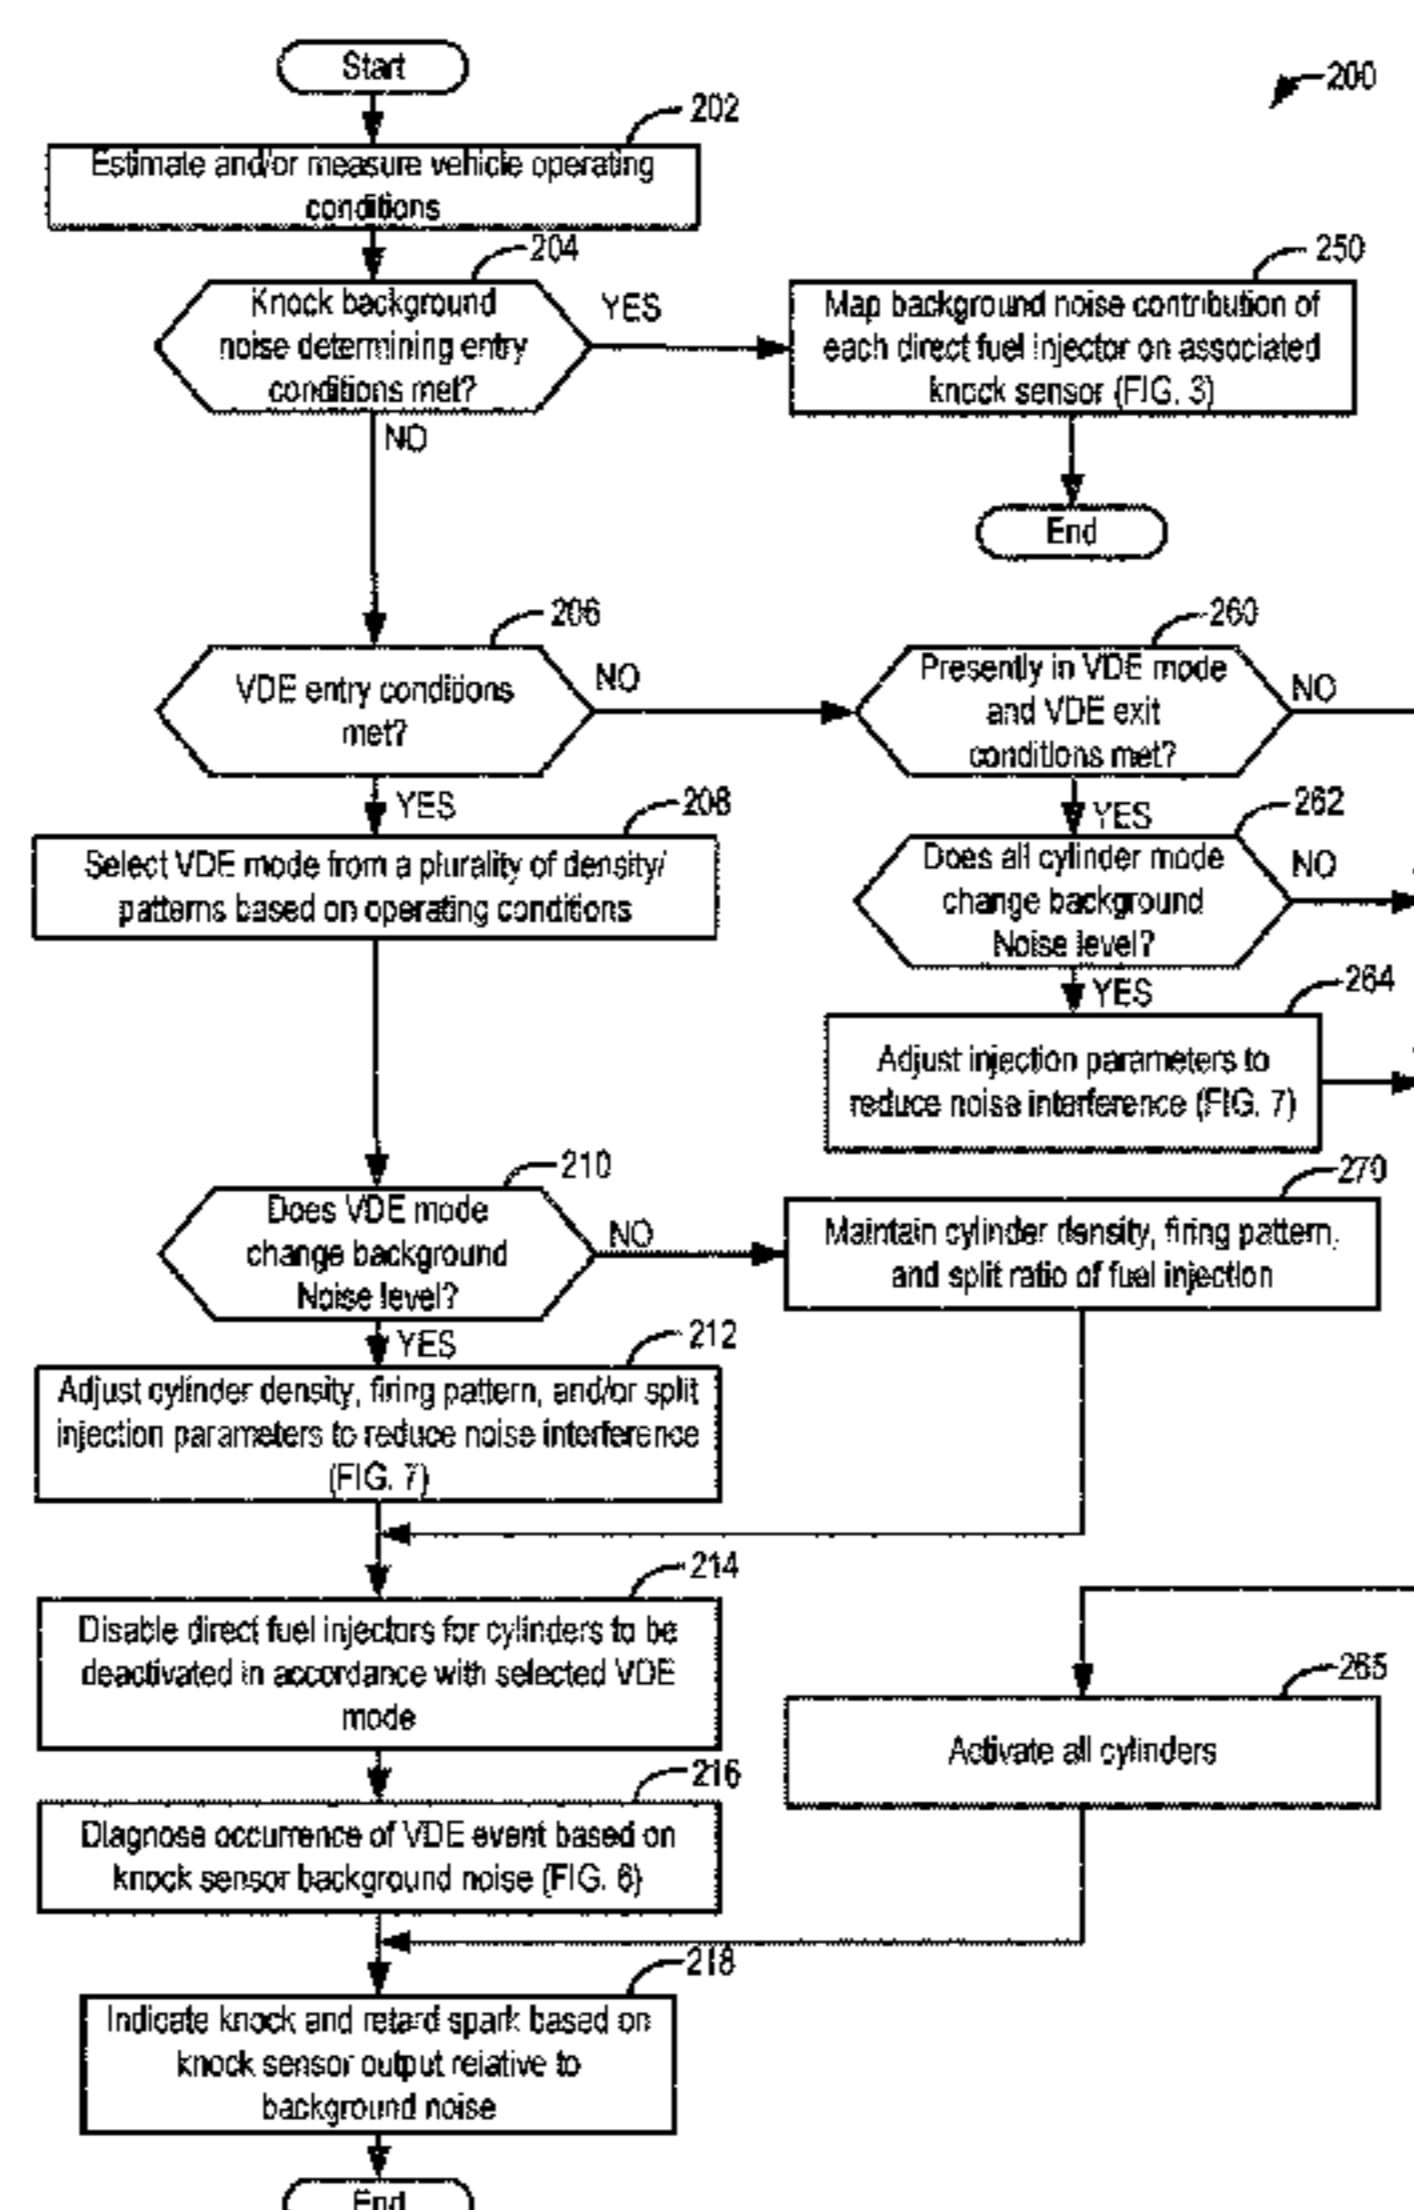 Start
200
202
Estimate and/or measure vehicle operating
conditions
204
Knock background
noise determining entry
conditions met?
YES
NO
250
Map background noise contribution of
each direct fuel injector on associated
knock sensor (FIG. 3)
End
206
VDE entry conditions
met?
NO
YES
260
Presently in VDE mode
and VDE exit
conditions met?
NO
YES
208
Select VDE mode from a plurality of density/
patterns based on operating conditions
262
Does all cylinder mode
change background
Noise level?
NO
YES
264
Adjust injection parameters to
reduce noise interference (FIG. 7)
210
Does VDE mode
change background
Noise level?
NO
YES
270
Maintain cylinder density, firing pattern,
and split ratio of fuel injection
212
Adjust cylinder density, firing pattern, and/or split
injection parameters to reduce noise interference
(FIG. 7)
214
Disable direct fuel injectors for cylinders to be
deactivated in accordance with selected VDE
mode
265
Activate all cylinders
216
Diagnose occurrence of VDE event based on
knock sensor background noise (FIG. 6)
218
Indicate knock and retard spark based on
knock sensor output relative to
background noise
End